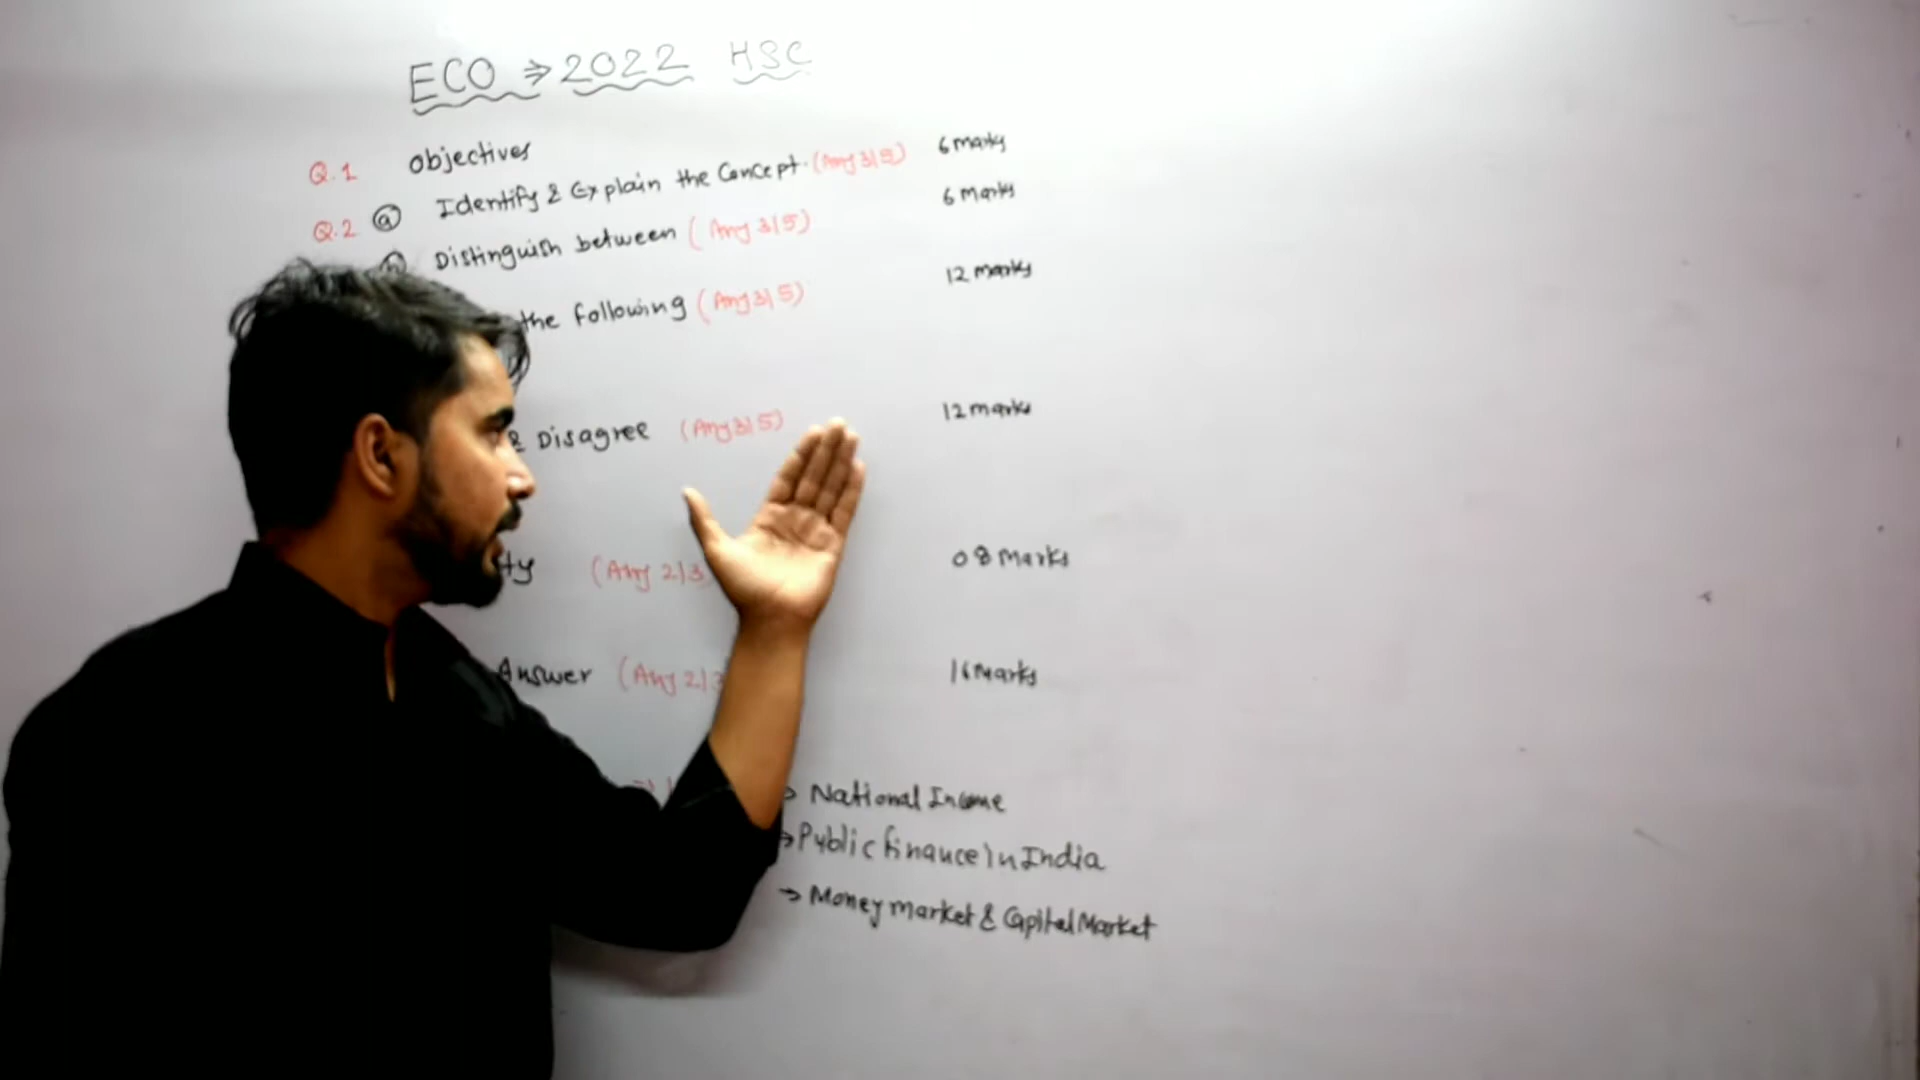 ECO ⇒ 2022 HSC
Q.1 Objectives
Q.2 (a) Identify & Explain the Concept. (Any 3|5) 6 marks
Distinguish between (Any 3|5) 6 Marks
the following (Any 3|5) 12 marks
& Disagree (Any 3|5) 12 marks
(Any 2|3 08 Marks
Answer (Any 2|3 16 Marks
→ National Income
→ Public finance in India
→ Money market & Capital Market